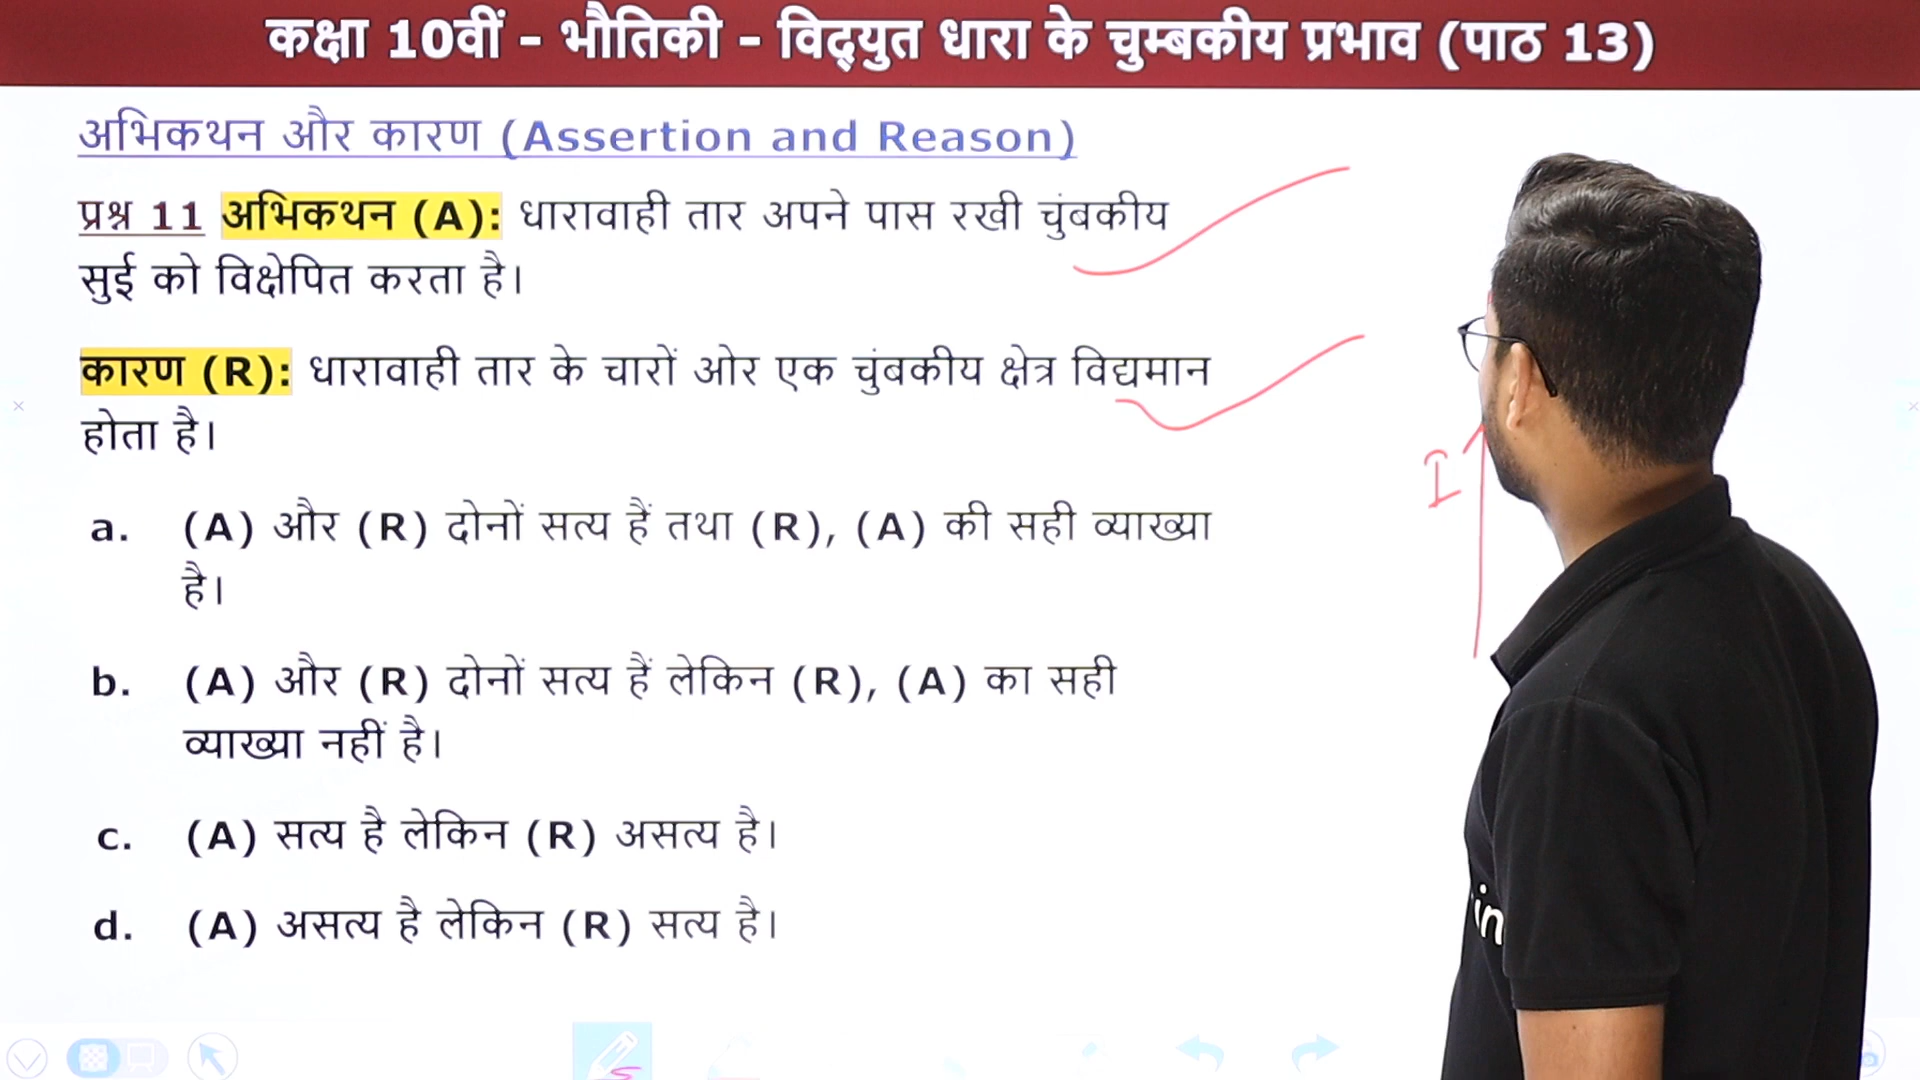 कक्षा 10वीं - भौतिकी - विद्युत धारा के चुम्बकीय प्रभाव (पाठ 13)
अभिकथन और कारण (Assertion and Reason)
प्रश्न 11 अभिकथन (A): धारावाही तार अपने पास रखी चुंबकीय
सुई को विक्षेपित करता है।
कारण (R): धारावाही तार के चारों ओर एक चुंबकीय क्षेत्र विद्यमान
होता है।
I
a. (A) और (R) दोनों सत्य हैं तथा (R), (A) की सही व्याख्या
है।
b. (A) और (R) दोनों सत्य हैं लेकिन (R), (A) का सही
व्याख्या नहीं है।
c. (A) सत्य है लेकिन (R) असत्य है।
d. (A) असत्य है लेकिन (R) सत्य है।
in